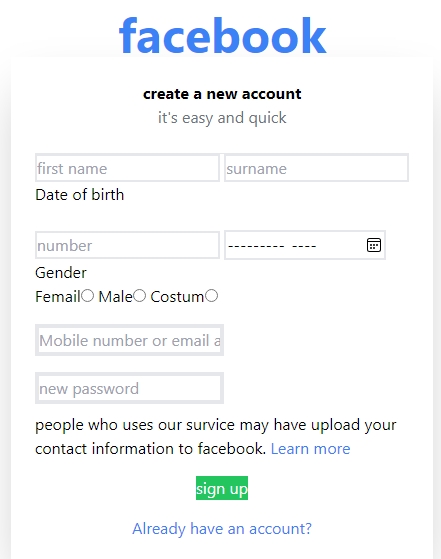 facebook
create a new account
it's easy and quick
first name surname
Date of birth
number --------- ----
Gender
Femail Male Costum
Mobile number or email a
new password
people who uses our survice may have upload your
contact information to facebook. Learn more
sign up
Already have an account?